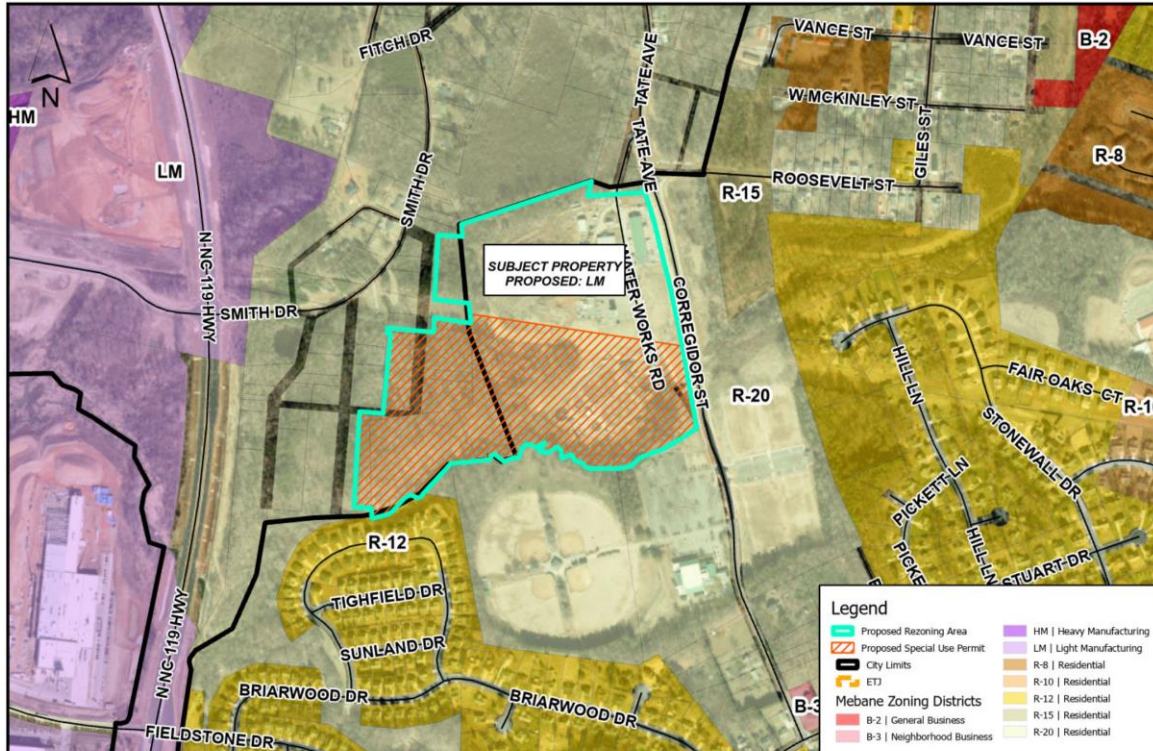 FITCH DR
TATE AVE
TATE AVE
VANCE ST
VANCE ST
B-2
N
HM
LM
W MCKINLEY ST
GILES ST
R-8
SMITH DR
R-15
ROOSEVELT ST
N NC 119 HWY
SMITH DR
SUBJECT PROPERTY
PROPOSED: LM
WATER WORKS RD
CORREGIDOR ST
R-20
HILL LN
FAIR OAKS CT
STONEWALL DR
PICKETT LN
HILL LN
STUART DR
R-12
TIGHFIELD DR
SUNLAND DR
BRIARWOOD DR
BRIARWOOD DR
N NC 119 HWY
FIELDSTONE DR
B-3
Legend
Proposed Rezoning Area
Proposed Special Use Permit
City Limits
ETJ
Mebane Zoning Districts
B-2 | General Business
B-3 | Neighborhood Business
HM | Heavy Manufacturing
LM | Light Manufacturing
R-8 | Residential
R-10 | Residential
R-12 | Residential
R-15 | Residential
R-20 | Residential